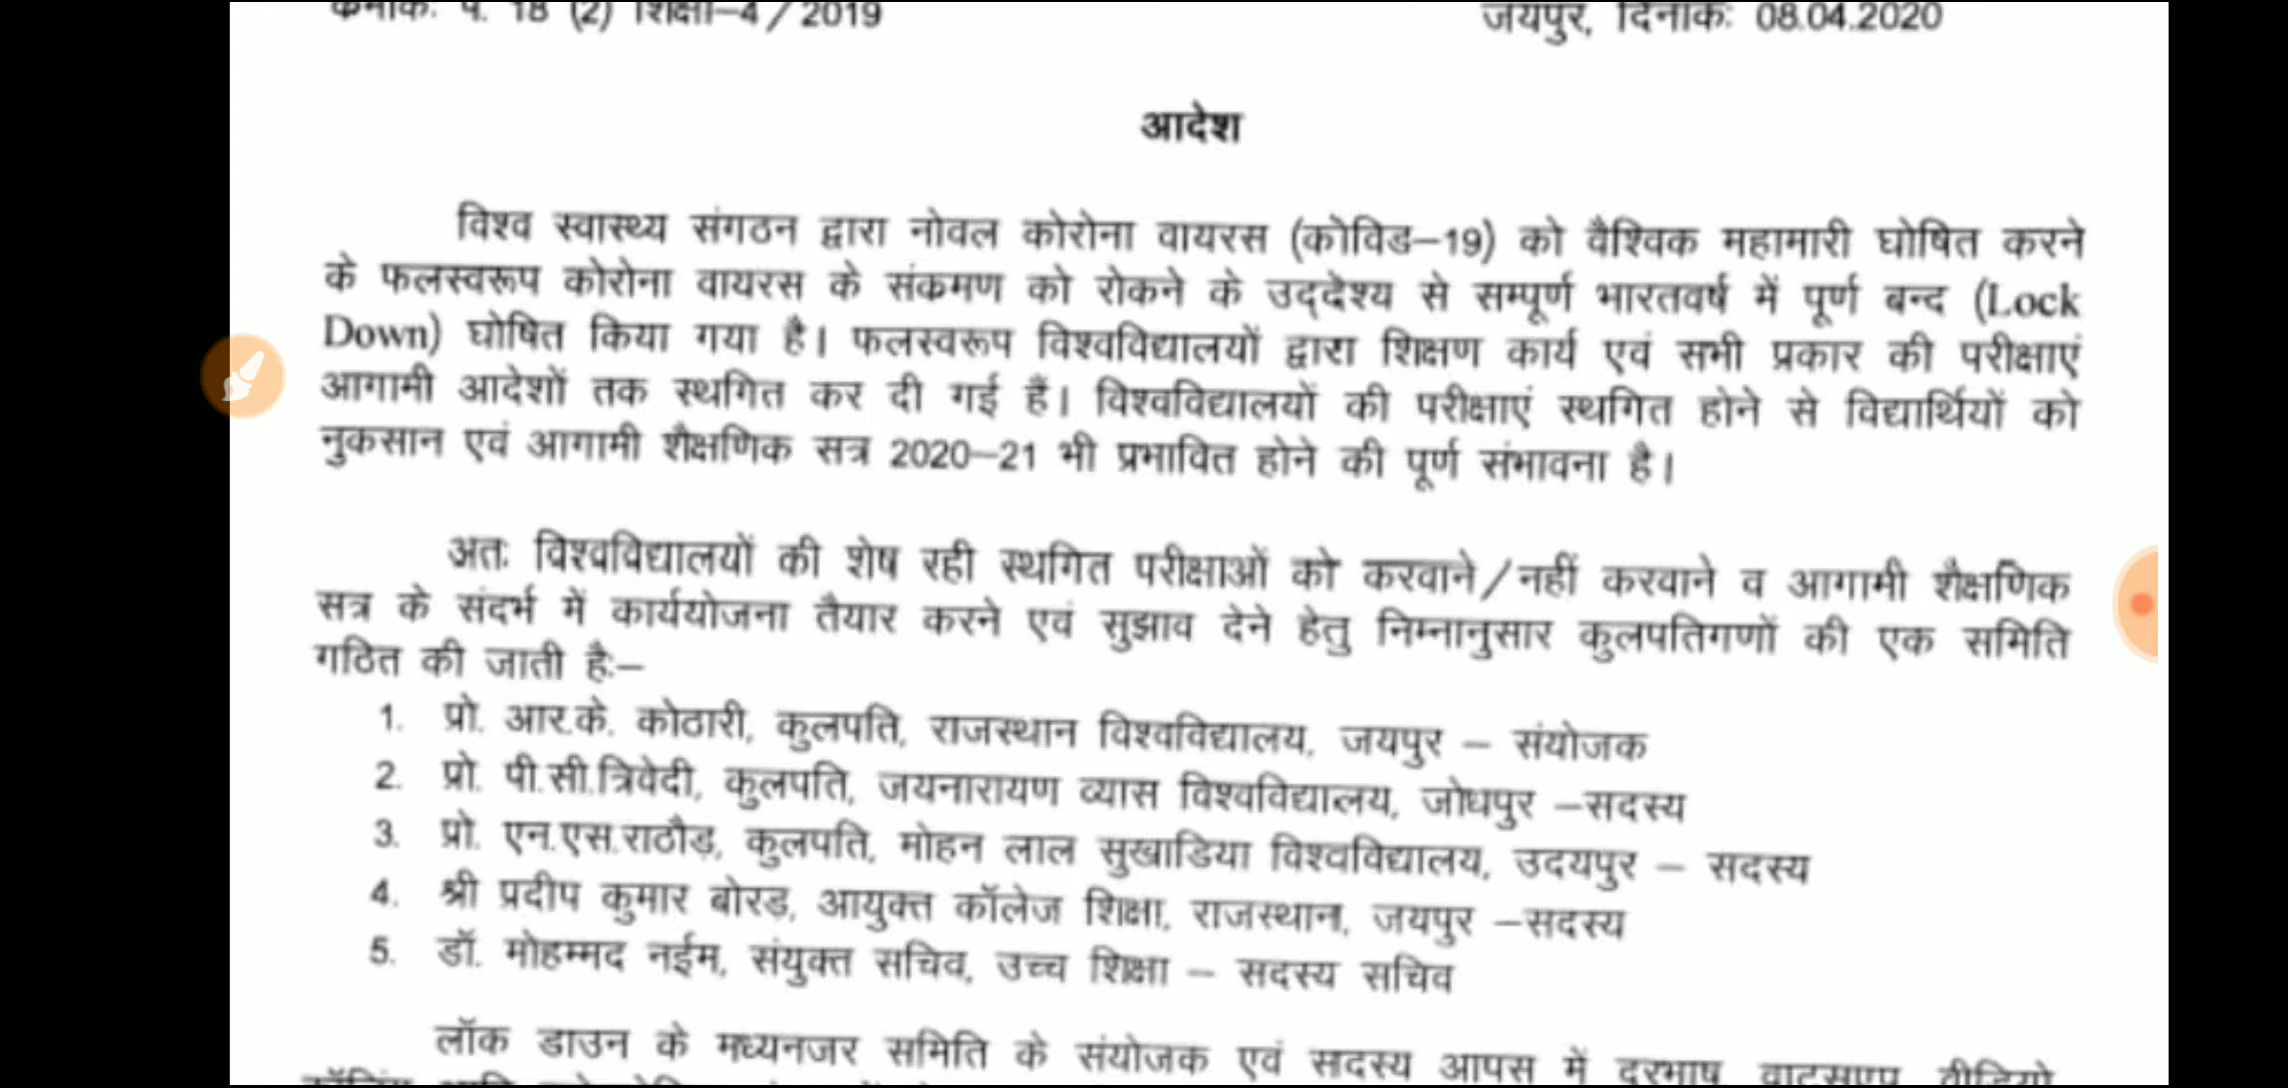 क्रमांकः प. 18 (2) शिक्षा–4/2019
जयपुर, दिनांकः 08.04.2020
आदेश
विश्व स्वास्थ्य संगठन द्वारा नोवल कोरोना वायरस (कोविड–19) को वैश्विक महामारी घोषित करने
के फलस्वरूप कोरोना वायरस के संक्रमण को रोकने के उद्देश्य से सम्पूर्ण भारतवर्ष में पूर्ण बन्द (Lock
Down) घोषित किया गया है। फलस्वरूप विश्वविद्यालयों द्वारा शिक्षण कार्य एवं सभी प्रकार की परीक्षाएं
आगामी आदेशों तक स्थगित कर दी गई हैं। विश्वविद्यालयों की परीक्षाएं स्थगित होने से विद्यार्थियों को
नुकसान एवं आगामी शैक्षणिक सत्र 2020–21 भी प्रभावित होने की पूर्ण संभावना है।
अतः विश्वविद्यालयों की शेष रही स्थगित परीक्षाओं को करवाने/नहीं करवाने व आगामी शैक्षणिक
सत्र के संदर्भ में कार्ययोजना तैयार करने एवं सुझाव देने हेतु निम्नानुसार कुलपतिगणों की एक समिति
गठित की जाती हैः–
1. प्रो. आर.के. कोठारी, कुलपति, राजस्थान विश्वविद्यालय, जयपुर – संयोजक
2. प्रो. पी.सी.त्रिवेदी, कुलपति, जयनारायण व्यास विश्वविद्यालय, जोधपुर –सदस्य
3. प्रो. एन.एस.राठौड़, कुलपति, मोहन लाल सुखाडिया विश्वविद्यालय, उदयपुर – सदस्य
4. श्री प्रदीप कुमार बोरड़, आयुक्त कॉलेज शिक्षा, राजस्थान, जयपुर –सदस्य
5. डॉ. मोहम्मद नईम, संयुक्त सचिव, उच्च शिक्षा – सदस्य सचिव
लॉक डाउन के मध्यनजर समिति के संयोजक एवं सदस्य आपस में दूरभाष, वाट्सएप, वीडियो